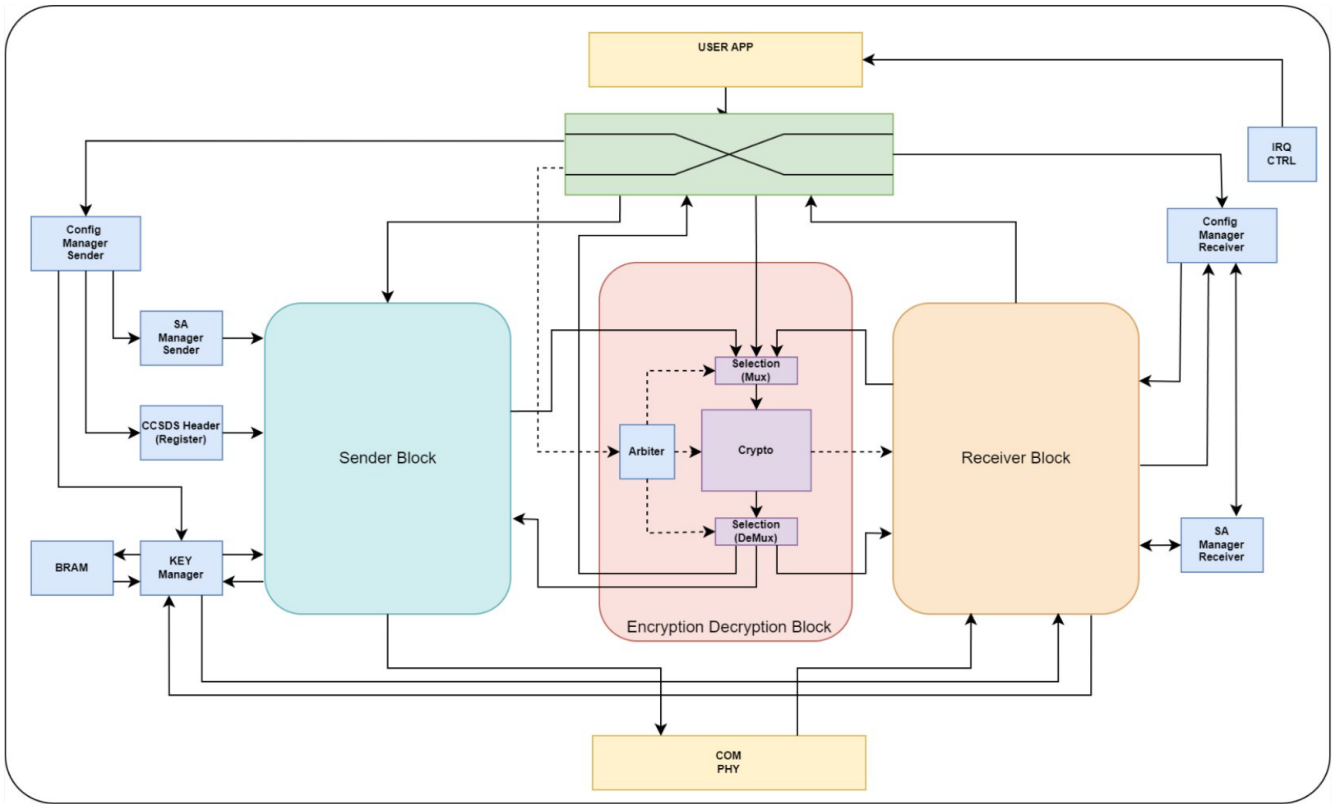 USER APP
IRQ
CTRL
Config
Manager
Sender
Config
Manager
Receiver
SA
Manager
Sender
Selection
(Mux)
CCSDS Header
(Register)
Sender Block
Arbiter
Crypto
Receiver Block
Selection
(DeMux)
BRAM
KEY
Manager
SA
Manager
Receiver
Encryption Decryption Block
COM
PHY